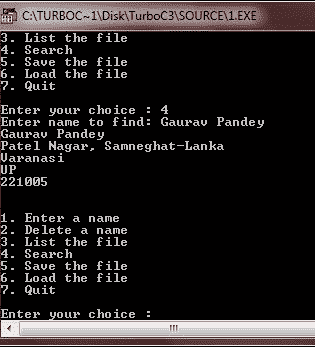 C:\TURBOC~1\Disk\TurboC3\SOURCE\1.EXE
3. List the file
4. Search
5. Save the file
6. Load the file
7. Quit
Enter your choice : 4
Enter name to find: Gaurav Pandey
Gaurav Pandey
Patel Nagar, Samneghat-Lanka
Varanasi
UP
221005
1. Enter a name
2. Delete a name
3. List the file
4. Search
5. Save the file
6. Load the file
7. Quit
Enter your choice :